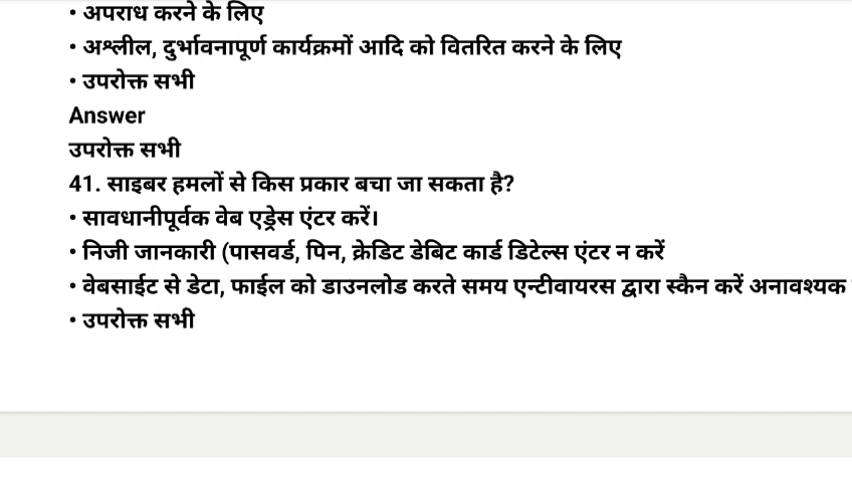 • अपराध करने के लिए
• अश्लील, दुर्भावनापूर्ण कार्यक्रमों आदि को वितरित करने के लिए
• उपरोक्त सभी
Answer
उपरोक्त सभी
41. साइबर हमलों से किस प्रकार बचा जा सकता है?
• सावधानीपूर्वक वेब एड्रेस एंटर करें।
• निजी जानकारी (पासवर्ड, पिन, क्रेडिट डेबिट कार्ड डिटेल्स एंटर न करें
• वेबसाईट से डेटा, फाईल को डाउनलोड करते समय एन्टीवायरस द्वारा स्कैन करें अनावश्यक
• उपरोक्त सभी